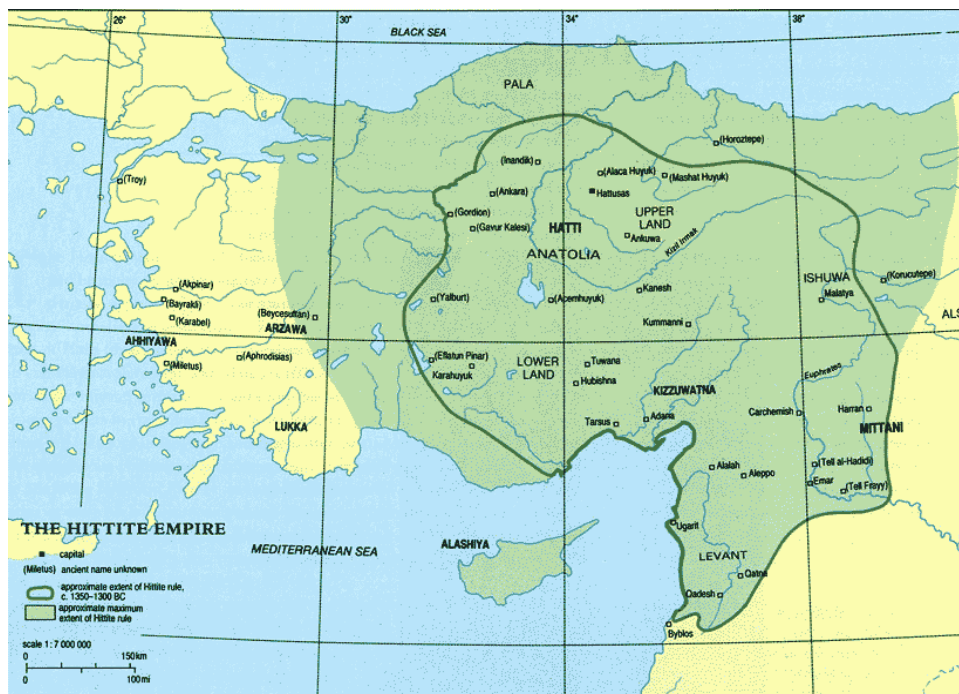 26°
30°
34°
38°
BLACK SEA
PALA
(Horoztepe)
(Inandik)
(Alaca Huyuk)
(Mashat Huyuk)
(Troy)
(Ankara)
Hattusas
(Gordion)
UPPER
LAND
(Gavur Kalesi)
HATTI
Ankuwa
Kizil Irmak
ANATOLIA
ISHUWA
(Korucutepe)
(Akpinar)
(Bayrakli)
(Yalburt)
(Acemhuyuk)
Kanesh
Malatya
(Karabel)
(Beycesultan)
ARZAWA
Kummanni
ALS
AHHIYAWA
(Miletus)
(Aphrodisias)
(Eflatun Pinar)
Karahuyuk
LOWER
LAND
Tuwana
Hubishna
Euphrates
KIZZUWATNA
LUKKA
Tarsus
Adana
Carchemish
Harran
MITTANI
Alalah
Aleppo
(Tell al-Hadidi)
Emar
(Tell Frayy)
THE HITTITE EMPIRE
capital
(Miletus) ancient name unknown
approximate extent of Hittite rule,
c. 1350–1300 BC
approximate maximum
extent of Hittite rule
scale 1:7 000 000
0 150km
0 100mi
MEDITERRANEAN SEA
ALASHIYA
Ugarit
LEVANT
Qatna
Qadesh
Byblos